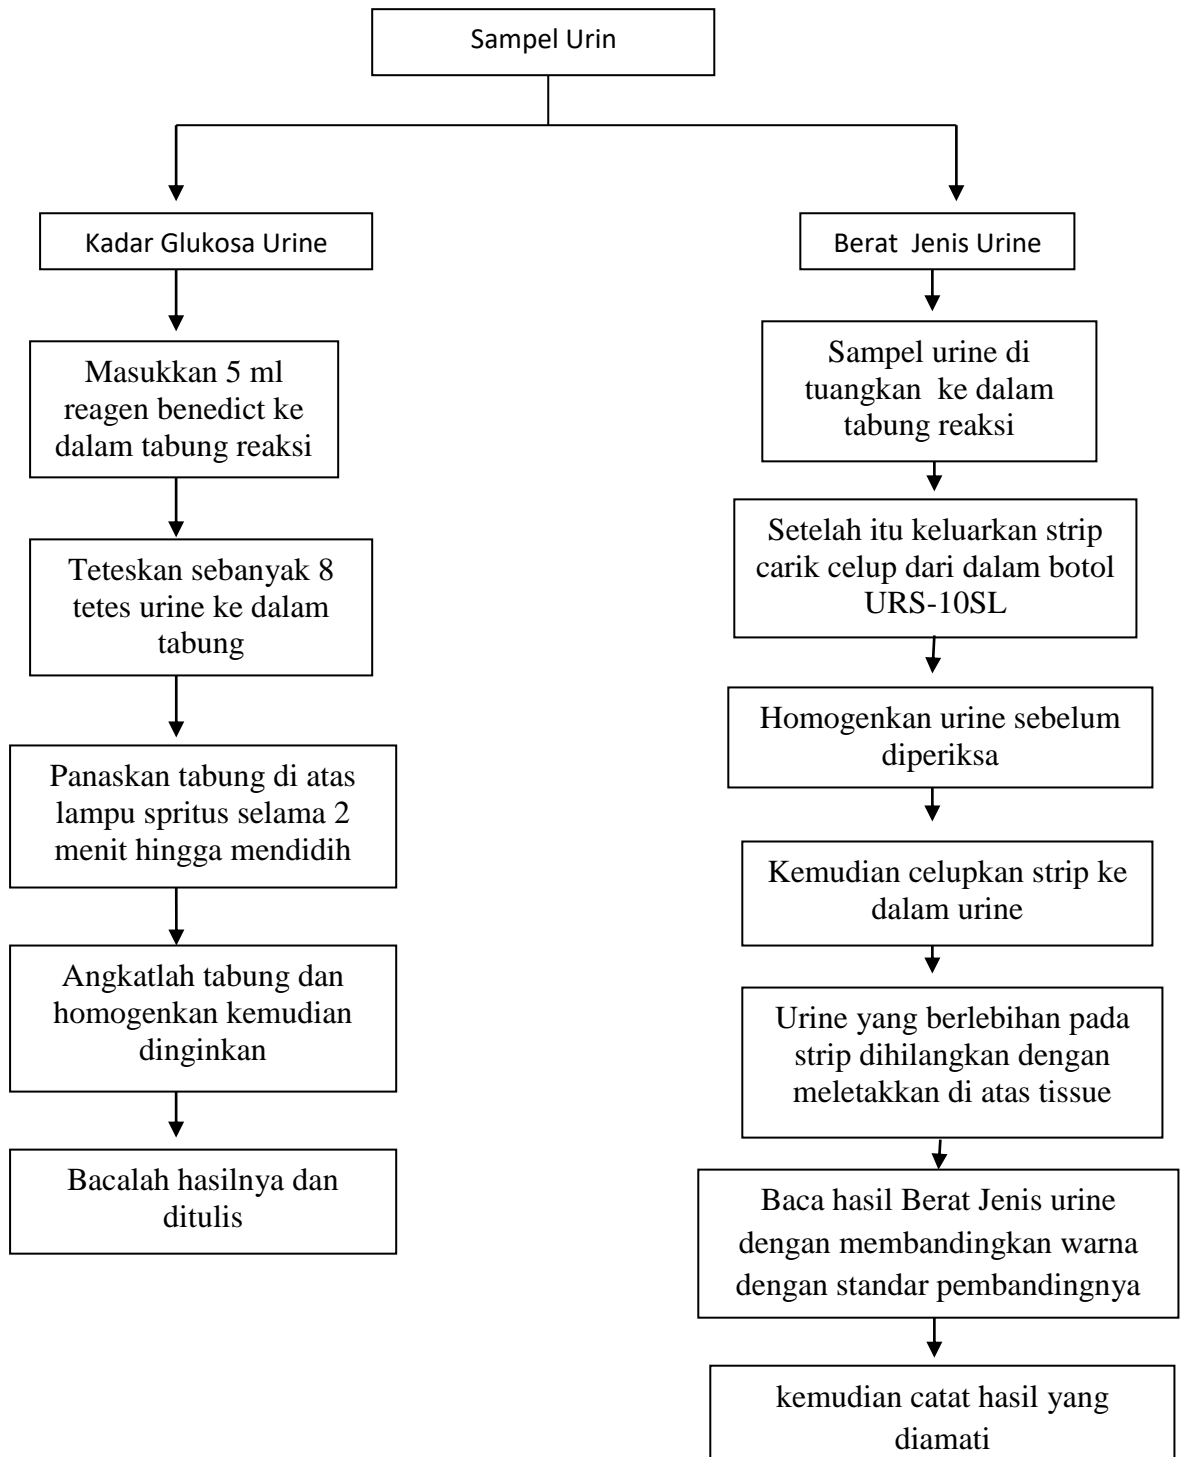 Sampel Urin
Kadar Glukosa Urine
Masukkan 5 ml
reagen benedict ke
dalam tabung reaksi
Teteskan sebanyak 8
tetes urine ke dalam
tabung
Panaskan tabung di atas
lampu spritus selama 2
menit hingga mendidih
Angkatlah tabung dan
homogenkan kemudian
dinginkan
Bacalah hasilnya dan
ditulis
Berat  Jenis Urine
Sampel urine di
tuangkan  ke dalam
tabung reaksi
Setelah itu keluarkan strip
carik celup dari dalam botol
URS-10SL
Homogenkan urine sebelum
diperiksa
Kemudian celupkan strip ke
dalam urine
Urine yang berlebihan pada
strip dihilangkan dengan
meletakkan di atas tissue
Baca hasil Berat Jenis urine
dengan membandingkan warna
dengan standar pembandingnya
kemudian catat hasil yang
diamati